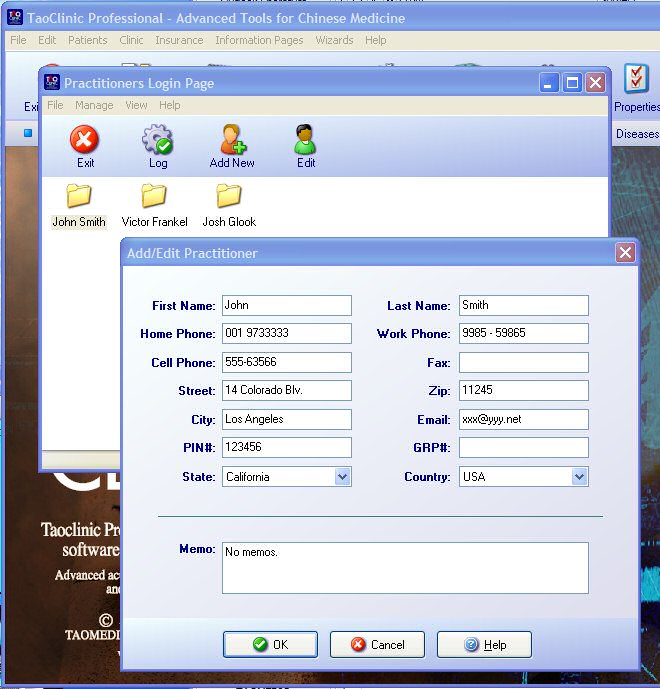 TaoClinic Professional - Advanced Tools for Chinese Medicine
File Edit Patients Clinic Insurance Information Pages Wizards Help
Properties
Diseases
Practitioners Login Page
File Manage View Help
Exit Log Add New Edit
John Smith Victor Frankel Josh Glook
Add/Edit Practitioner
First Name: John Last Name: Smith
Home Phone: 001 9733333 Work Phone: 9985 - 59865
Cell Phone: 555-63566 Fax:
Street: 14 Colorado Blv. Zip: 11245
City: Los Angeles Email: xxx@yyy.net
PIN#: 123456 GRP#:
State: California Country: USA
Memo: No memos.
OK Cancel Help
Taoclinic Pr
software
Advanced ac
an
©
TAOMEDI